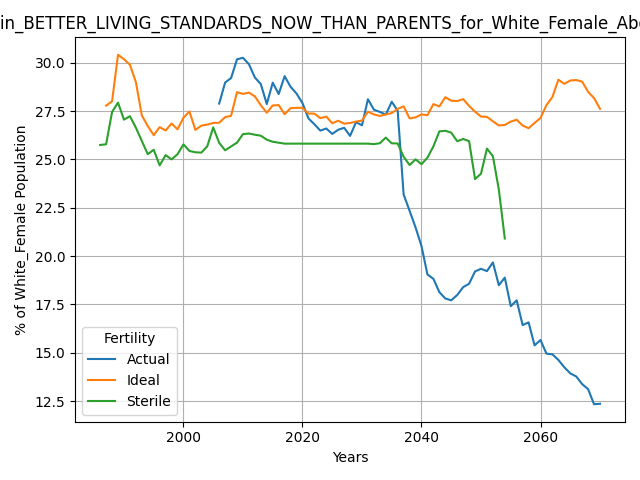 in_BETTER_LIVING_STANDARDS_NOW_THAN_PARENTS_for_White_Female_Abo
30.0
27.5
25.0
22.5
20.0
17.5
15.0
12.5
% of White_Female Population
Fertility
Actual
Ideal
Sterile
2000
2020
2040
2060
Years